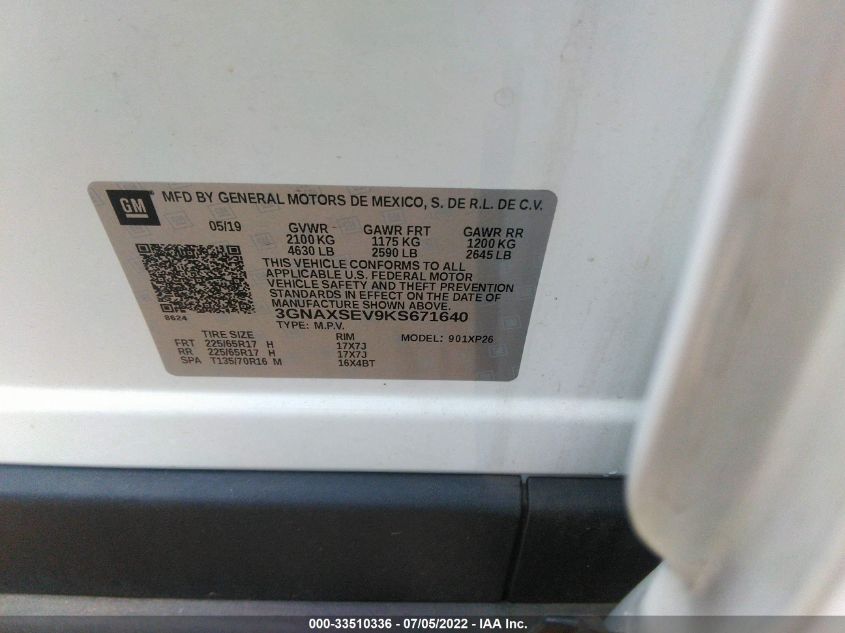 GM
MFD BY GENERAL MOTORS DE MEXICO, S. DE R.L. DE C.V.
05/19 GVWR GAWR FRT GAWR RR
2100 KG 1175 KG 1200 KG
4630 LB 2590 LB 2645 LB
THIS VEHICLE CONFORMS TO ALL
APPLICABLE U.S. FEDERAL MOTOR
VEHICLE SAFETY AND THEFT PREVENTION
STANDARDS IN EFFECT ON THE DATE OF
MANUFACTURE SHOWN ABOVE.
8624
3GNAXSEV9KS671640
TYPE: M.P.V. MODEL: 901XP26
TIRE SIZE RIM
FRT 225/65R17 H 17X7J
RR 225/65R17 H 17X7J
SPA T135/70R16 M 16X4BT
000-33510336 - 07/05/2022 - IAA Inc.